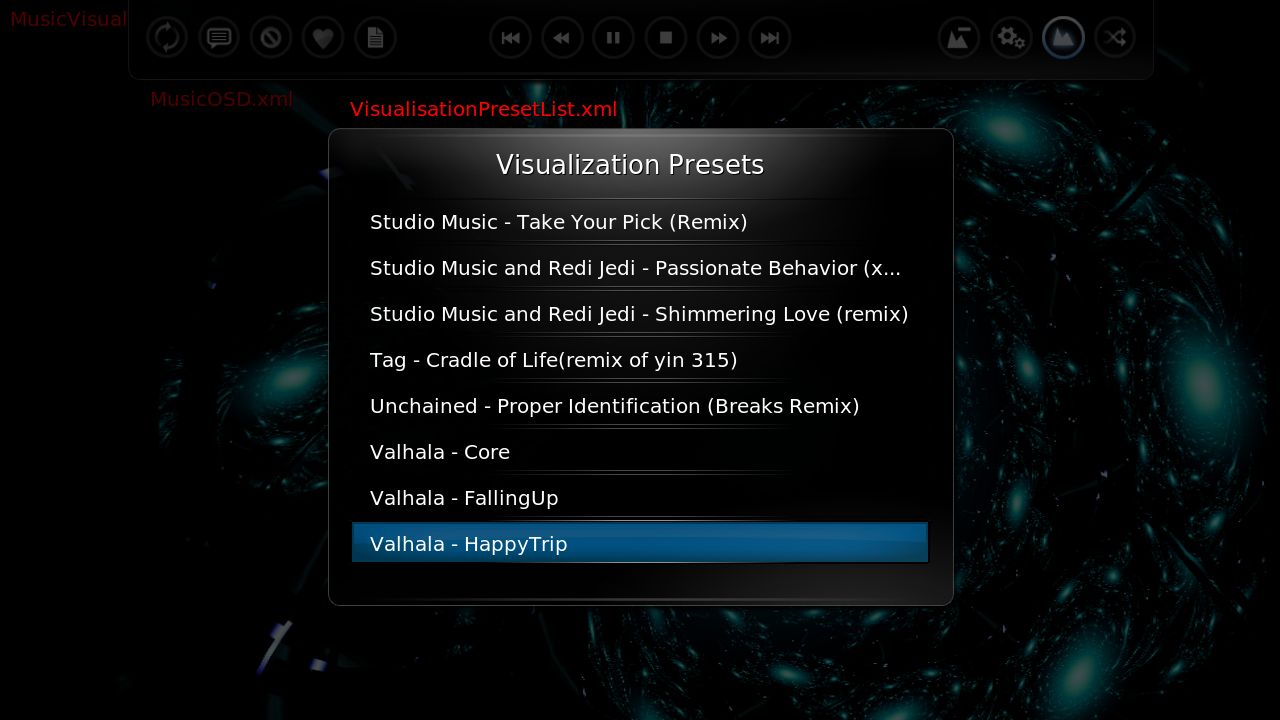 MusicVisual
MusicOSD.xml
VisualisationPresetList.xml
Visualization Presets
Studio Music - Take Your Pick (Remix)
Studio Music and Redi Jedi - Passionate Behavior (x...
Studio Music and Redi Jedi - Shimmering Love (remix)
Tag - Cradle of Life(remix of yin 315)
Unchained - Proper Identification (Breaks Remix)
Valhala - Core
Valhala - FallingUp
Valhala - HappyTrip